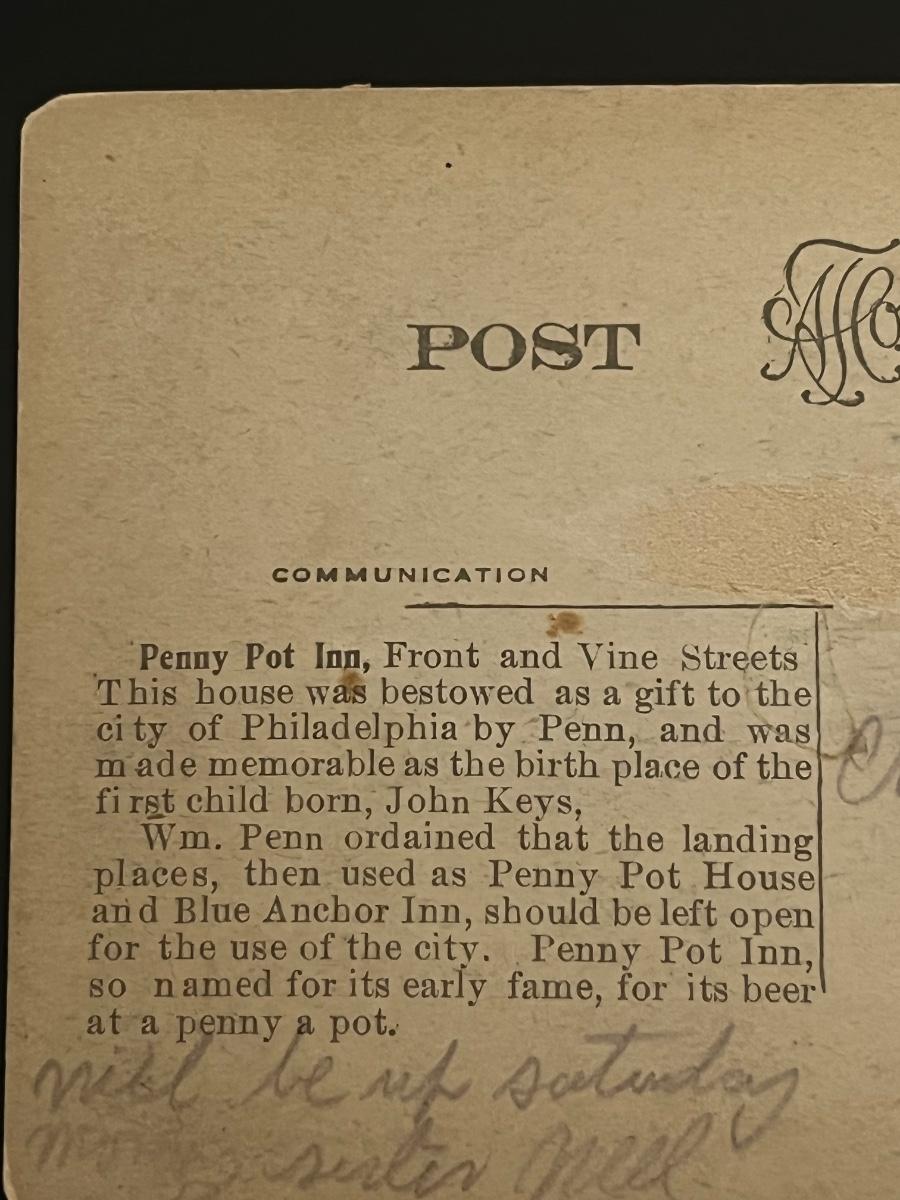 POST
COMMUNICATION
Penny Pot Inn, Front and Vine Streets
This house was bestowed as a gift to the
city of Philadelphia by Penn, and was
made memorable as the birth place of the
first child born, John Keys,
Wm. Penn ordained that the landing
places, then used as Penny Pot House
and Blue Anchor Inn, should be left open
for the use of the city. Penny Pot Inn,
so named for its early fame, for its beer
at a penny a pot.
will be up saturday
sister Nell